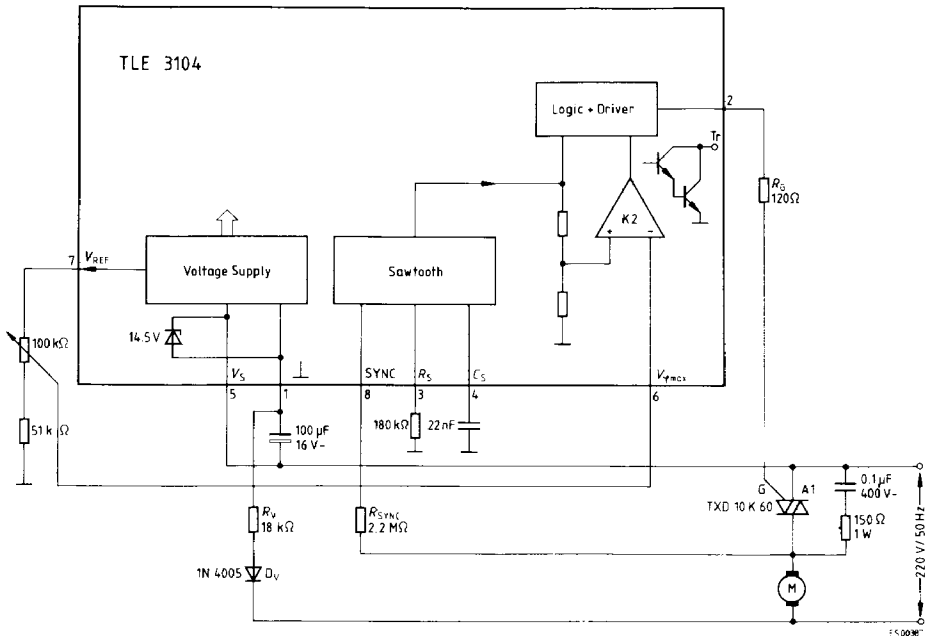 TLE 3104
Logic + Driver
2
Tr
R_G
120Ω
K2
+
-
7
V_REF
Voltage Supply
Sawtooth
100 kΩ
14.5 V
V_S
SYNC
R_S
C_S
V_φmax
5
1
8
3
4
6
51 kΩ
100 µF
16 V-
180 kΩ
22 nF
G
A1
TXD 10 K 60
0.1 µF
400 V-
150 Ω
1 W
R_V
18 kΩ
R_SYNC
2.2 MΩ
220 V / 50 Hz
1N 4005
D_V
M